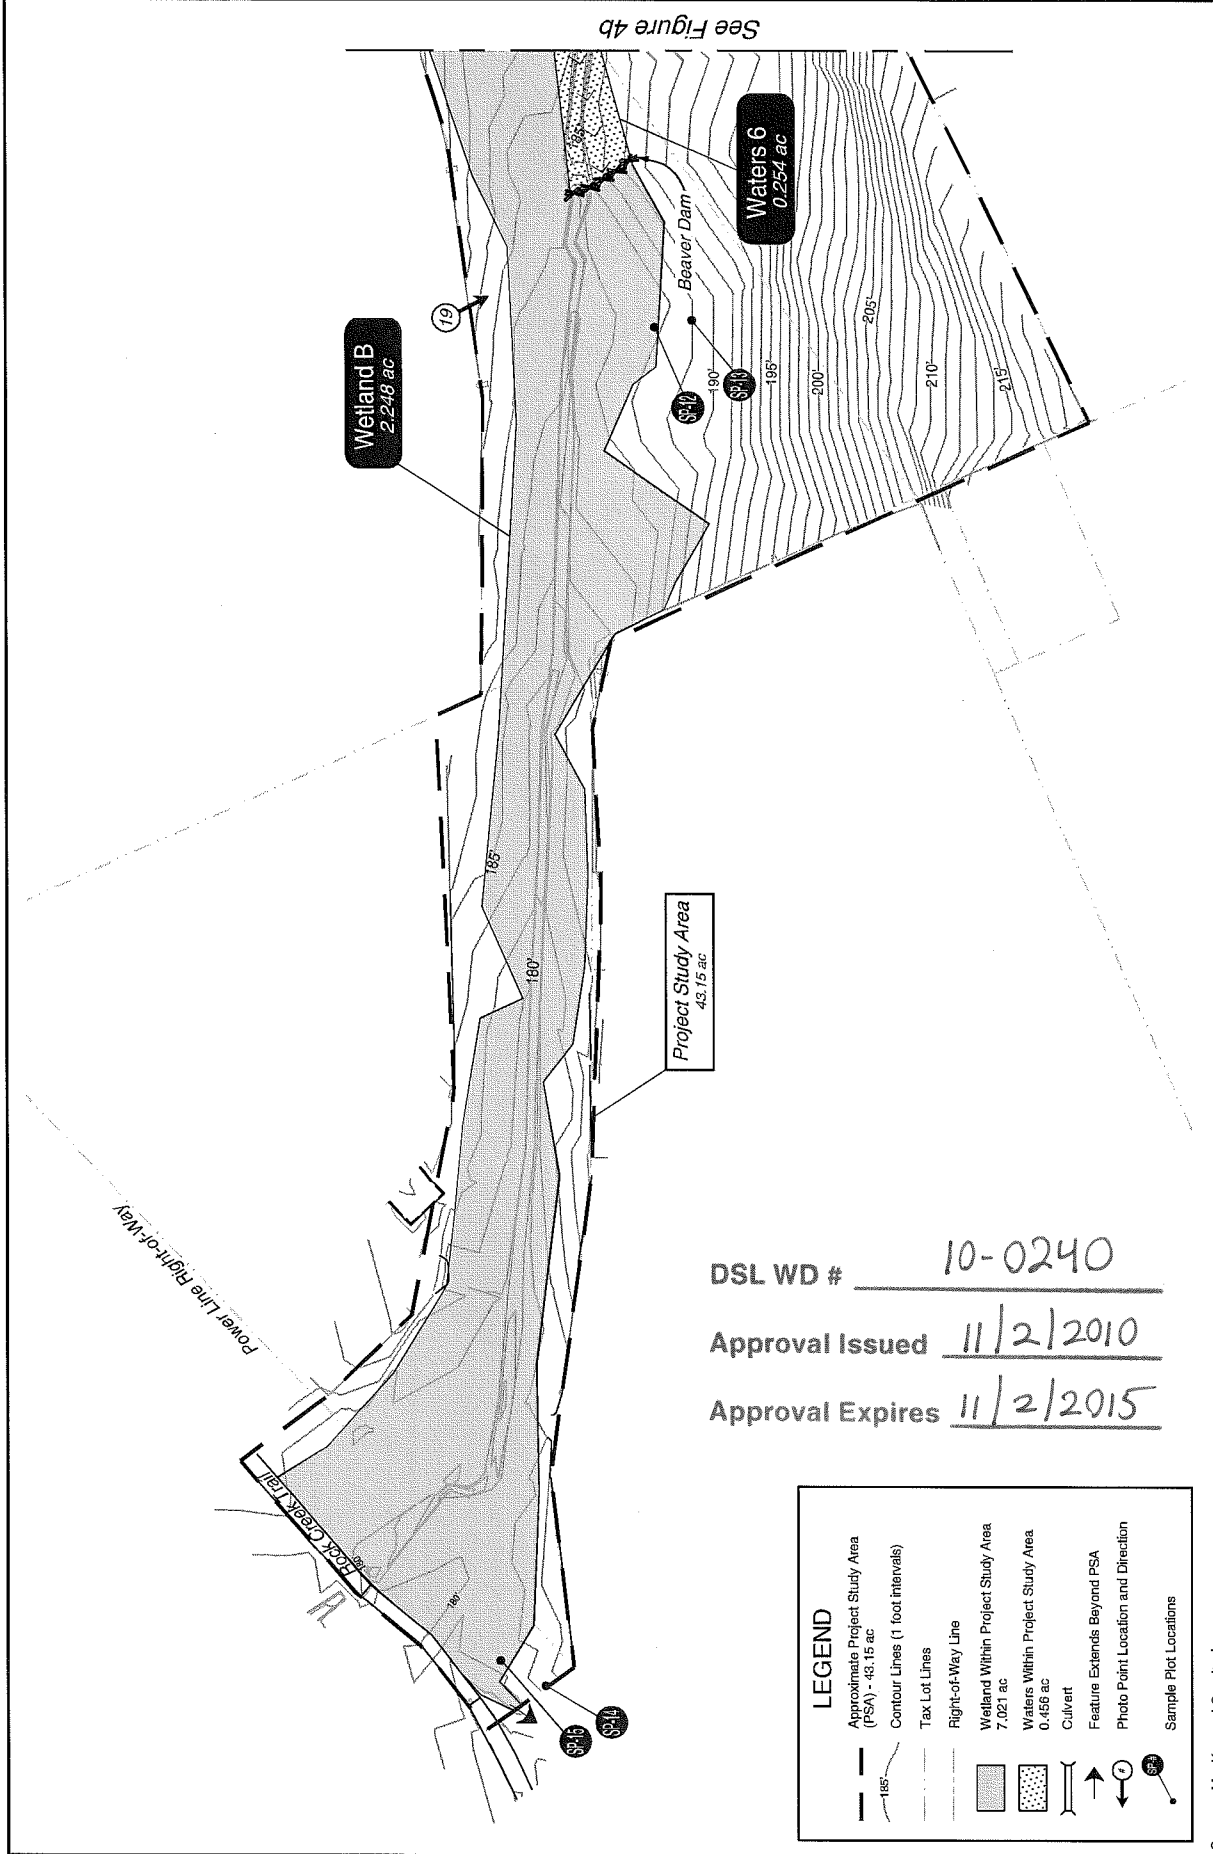 See Figure 4b
Wetland B
2.248 ac
19
Waters 6
0.254 ac
185'
Beaver Dam
SP-12
SP-13
190'
195'
200'
205'
210'
215'
185'
180'
Project Study Area
43.15 ac
Power Line Right-of-Way
Rock Creek Trail
180'
180'
SP-15
SP-14
DSL WD # 10-0240
Approval Issued 11/2/2010
Approval Expires 11/2/2015
LEGEND
Approximate Project Study Area
(PSA) - 43.15 ac
185'
Contour Lines (1 foot intervals)
Tax Lot Lines
Right-of-Way Line
Wetland Within Project Study Area
7.021 ac
Waters Within Project Study Area
0.456 ac
Culvert
Feature Extends Beyond PSA
#
Photo Point Location and Direction
SP-#
Sample Plot Locations